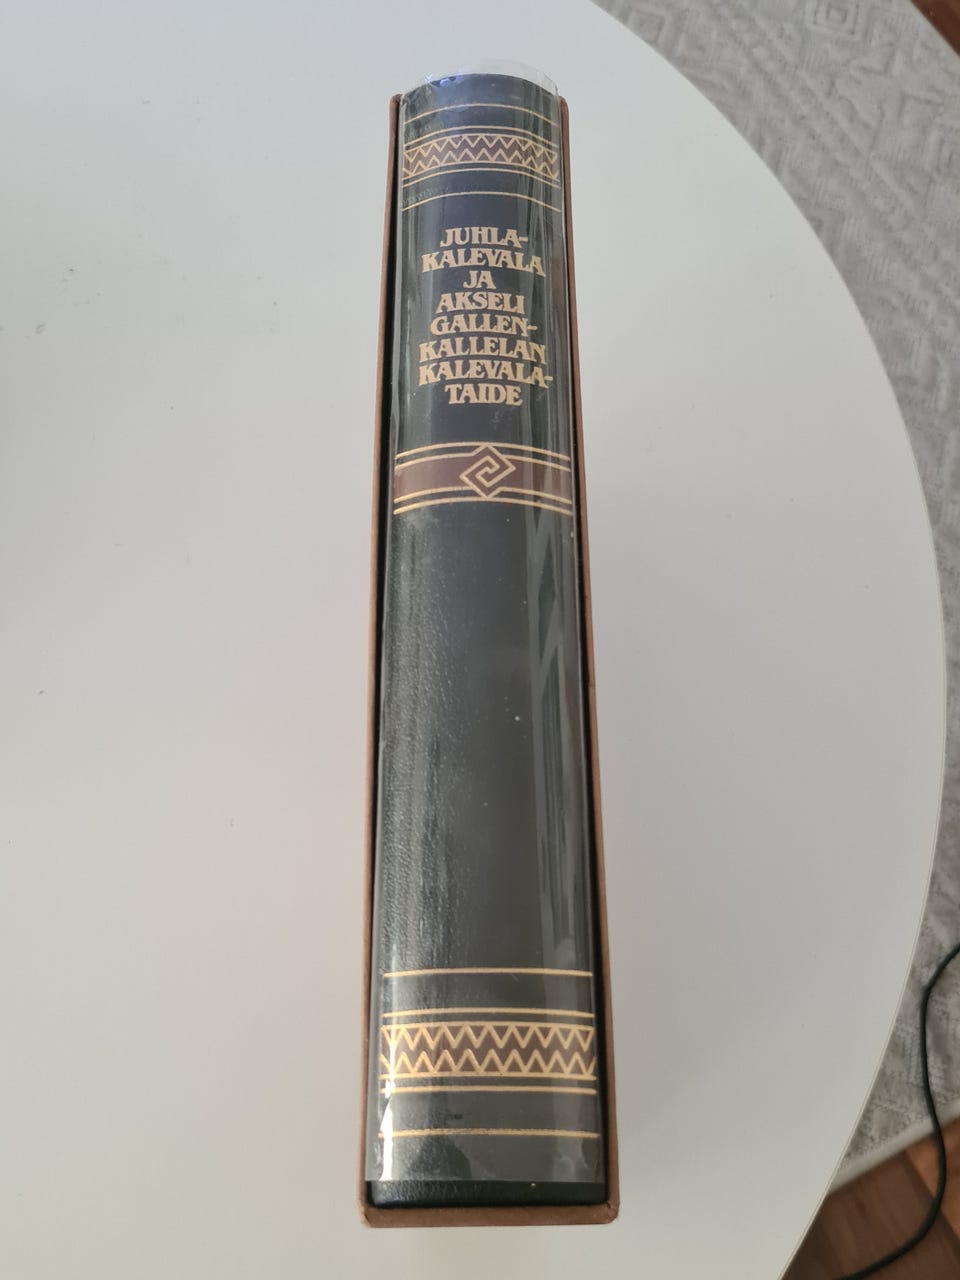 JUHLA-
KALEVALA
JA
AKSELI
GALLEN-
KALLELAN
KALEVALA-
TAIDE